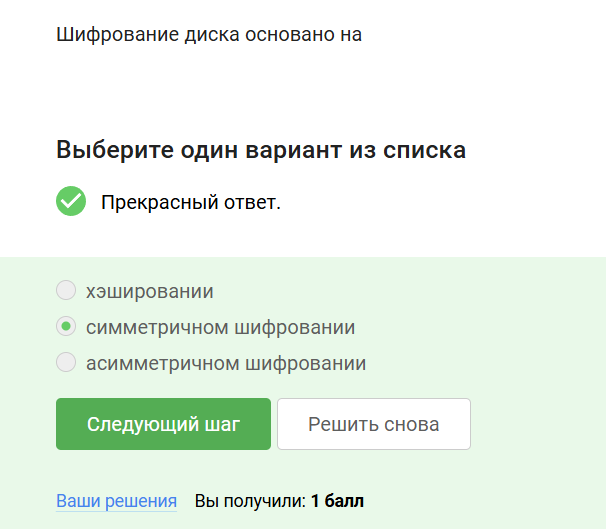 Шифрование диска основано на
Выберите один вариант из списка
Прекрасный ответ.
хэшировании
симметричном шифровании
асимметричном шифровании
Следующий шаг Решить снова
Ваши решения Вы получили: 1 балл